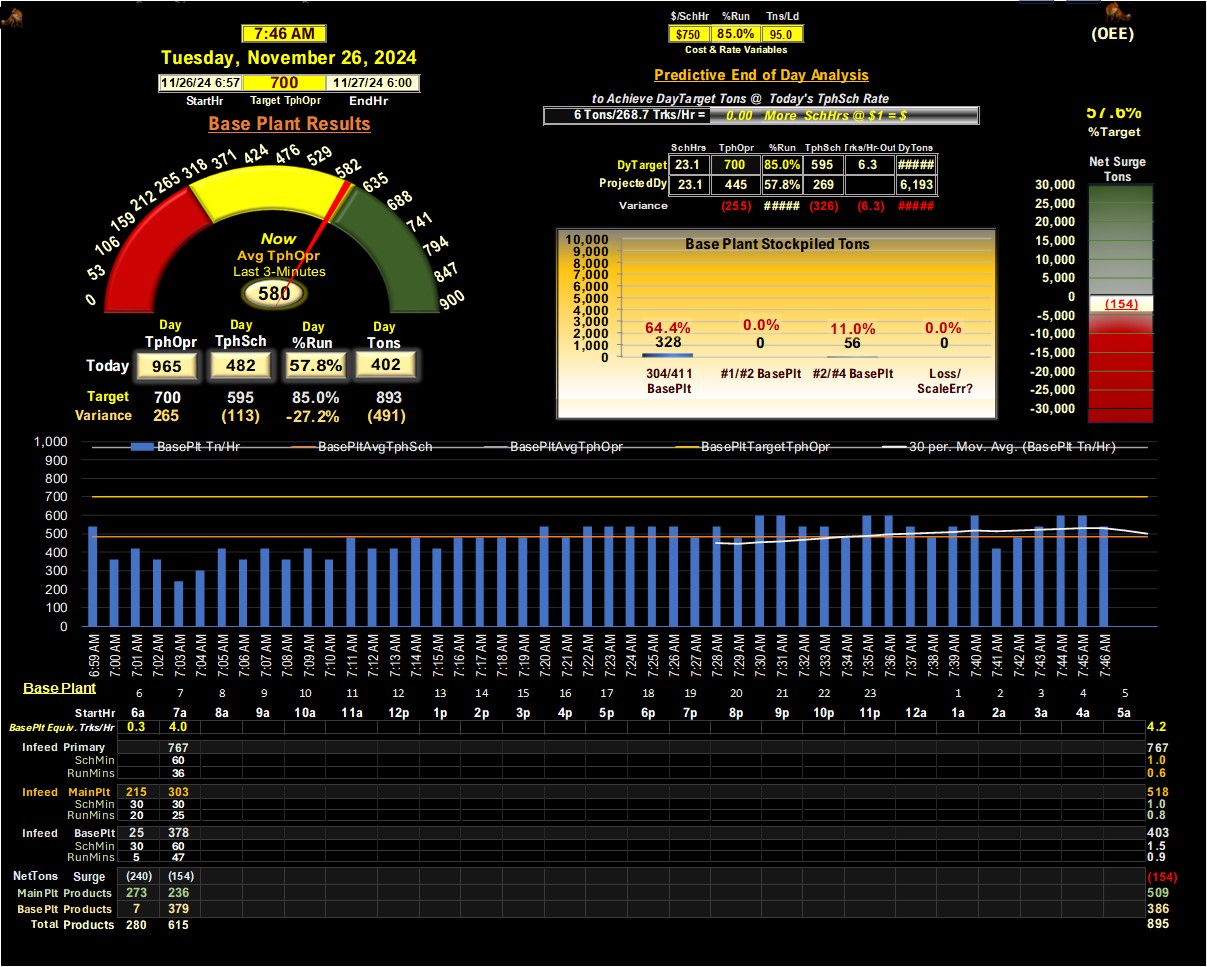 7:46 AM
Tuesday, November 26, 2024
11/26/24 6:57 700 11/27/24 6:00
StartHr Target TphOpr EndHr
Base Plant Results
0 53 106 159 212 265 318 371 424 476 529 582 635 688 741 794 847 900
Now
Avg TphOpr
Last 3-Minutes
580
Day Day Day Day
TphOpr TphSch %Run Tons
Today 965 482 57.8% 402
Target 700 595 85.0% 893
Variance 265 (113) -27.2% (491)
$/SchHr %Run Tns/Ld
$750 85.0% 95.0
Cost & Rate Variables
Predictive End of Day Analysis
to Achieve DayTarget Tons @ Today's TphSch Rate
6 Tons/268.7 Trks/Hr = 0.00 More SchHrs @ $1 = $
SchHrs TphOpr %Run TphSch Trks/Hr-Out DyTons
DyTarget 23.1 700 85.0% 595 6.3 #####
ProjectedDy 23.1 445 57.8% 269 6,193
Variance (255) ##### (326) (6.3) #####
Base Plant Stockpiled Tons
10,000
9,000
8,000
7,000
6,000
5,000
4,000
3,000
2,000
1,000
0
64.4% 0.0% 11.0% 0.0%
328 0 56 0
304/411 BasePlt
#1/#2 BasePlt
#2/#4 BasePlt
Loss/ ScaleErr?
(OEE)
57.6%
%Target
Net Surge
Tons
30,000
25,000
20,000
15,000
10,000
5,000
0
(154)
-5,000
-10,000
-15,000
-20,000
-25,000
-30,000
BasePlt Tn/Hr BasePltAvgTphSch BasePltAvgTphOpr BasePltTargetTphOpr 30 per. Mov. Avg. (BasePlt Tn/Hr)
1,000
900
800
700
600
500
400
300
200
100
0
6:59 AM 7:00 AM 7:01 AM 7:02 AM 7:03 AM 7:04 AM 7:05 AM 7:06 AM 7:07 AM 7:08 AM 7:09 AM 7:10 AM 7:11 AM 7:12 AM 7:13 AM 7:14 AM 7:15 AM 7:16 AM 7:17 AM 7:18 AM 7:19 AM 7:20 AM 7:21 AM 7:22 AM 7:23 AM 7:24 AM 7:25 AM 7:26 AM 7:27 AM 7:28 AM 7:29 AM 7:30 AM 7:31 AM 7:32 AM 7:33 AM 7:34 AM 7:35 AM 7:36 AM 7:37 AM 7:38 AM 7:39 AM 7:40 AM 7:41 AM 7:42 AM 7:43 AM 7:44 AM 7:45 AM 7:46 AM
Base Plant 6 7 8 9 10 11 12 13 14 15 16 17 18 19 20 21 22 23 1 2 3 4 5
StartHr 6a 7a 8a 9a 10a 11a 12p 1p 2p 3p 4p 5p 6p 7p 8p 9p 10p 11p 12a 1a 2a 3a 4a 5a
BasePlt Equiv. Trks/Hr 0.3 4.0 4.2
Infeed Primary 767 767
SchMin 60 1.0
RunMins 36 0.6
Infeed MainPlt 215 303 518
SchMin 30 30 1.0
RunMins 20 25 0.8
Infeed BasePlt 25 378 403
SchMin 30 60 1.5
RunMins 5 47 0.9
NetTons Surge (240) (154) (154)
MainPlt Products 273 236 509
BasePlt Products 7 379 386
Total Products 280 615 895